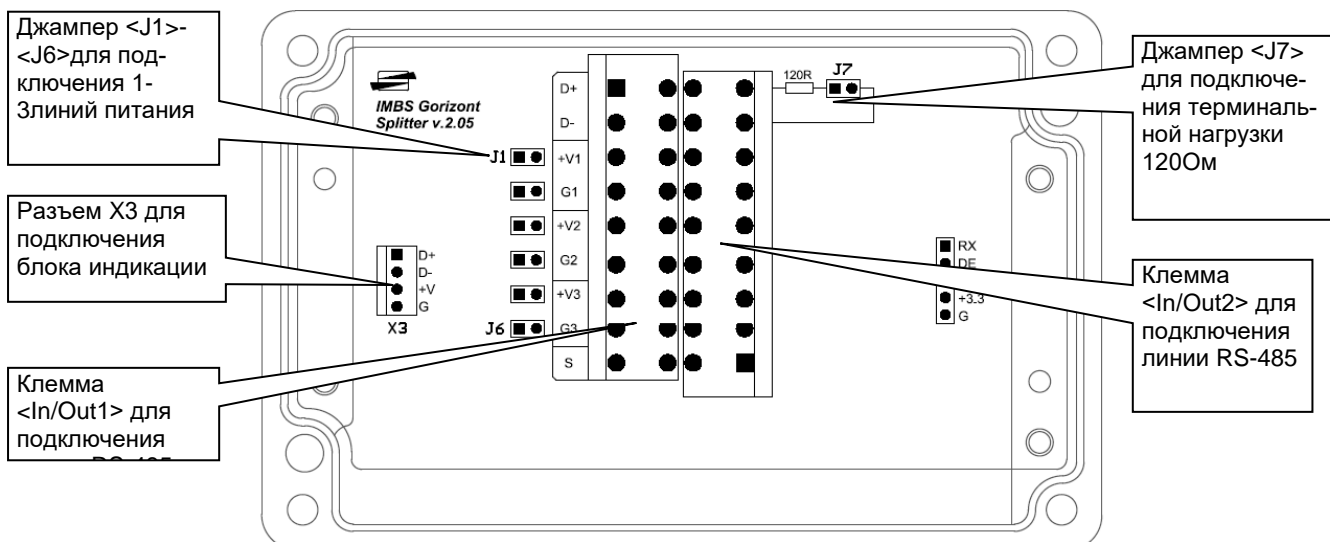 Джампер <J1>-
<J6>для под-
ключения 1-
3линий питания
Разъем X3 для
подключения
блока индикации
Клемма
<In/Out1> для
подключения
IMBS Gorizont
Splitter v.2.05
D+
D-
+V
G
X3
J1
J6
D+
D-
+V1
G1
+V2
G2
+V3
G3
S
120R
J7
RX
DE
+3.3
G
Джампер <J7>
для подключе-
ния терминаль-
ной нагрузки
120Ом
Клемма
<In/Out2> для
подключения
линии RS-485